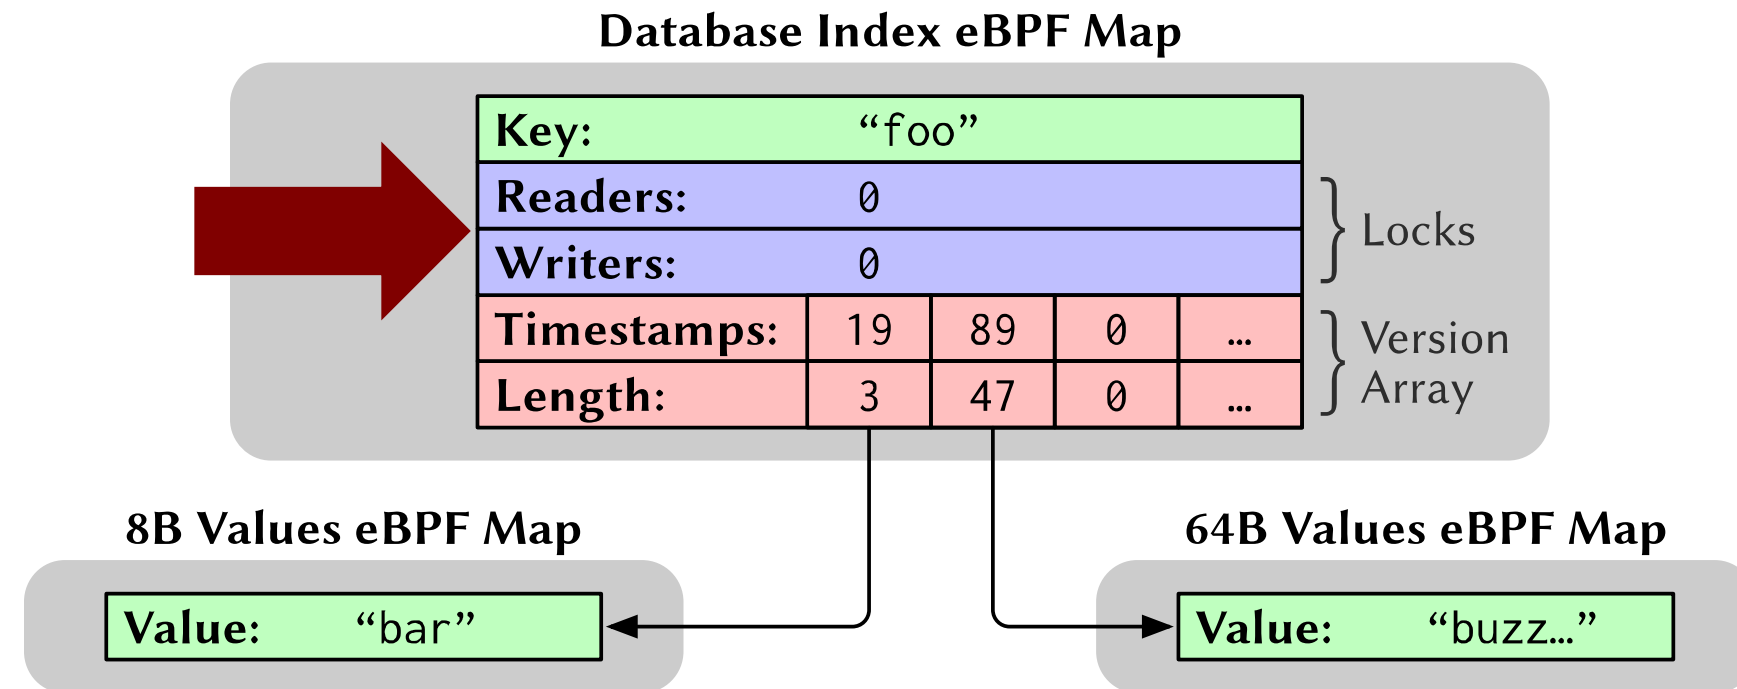 Database Index eBPF Map
Key: “foo”
Readers: 0
Writers: 0
Locks
Timestamps: 19 89 0 …
Length: 3 47 0 …
Version
Array
8B Values eBPF Map
Value: “bar”
64B Values eBPF Map
Value: “buzz…”